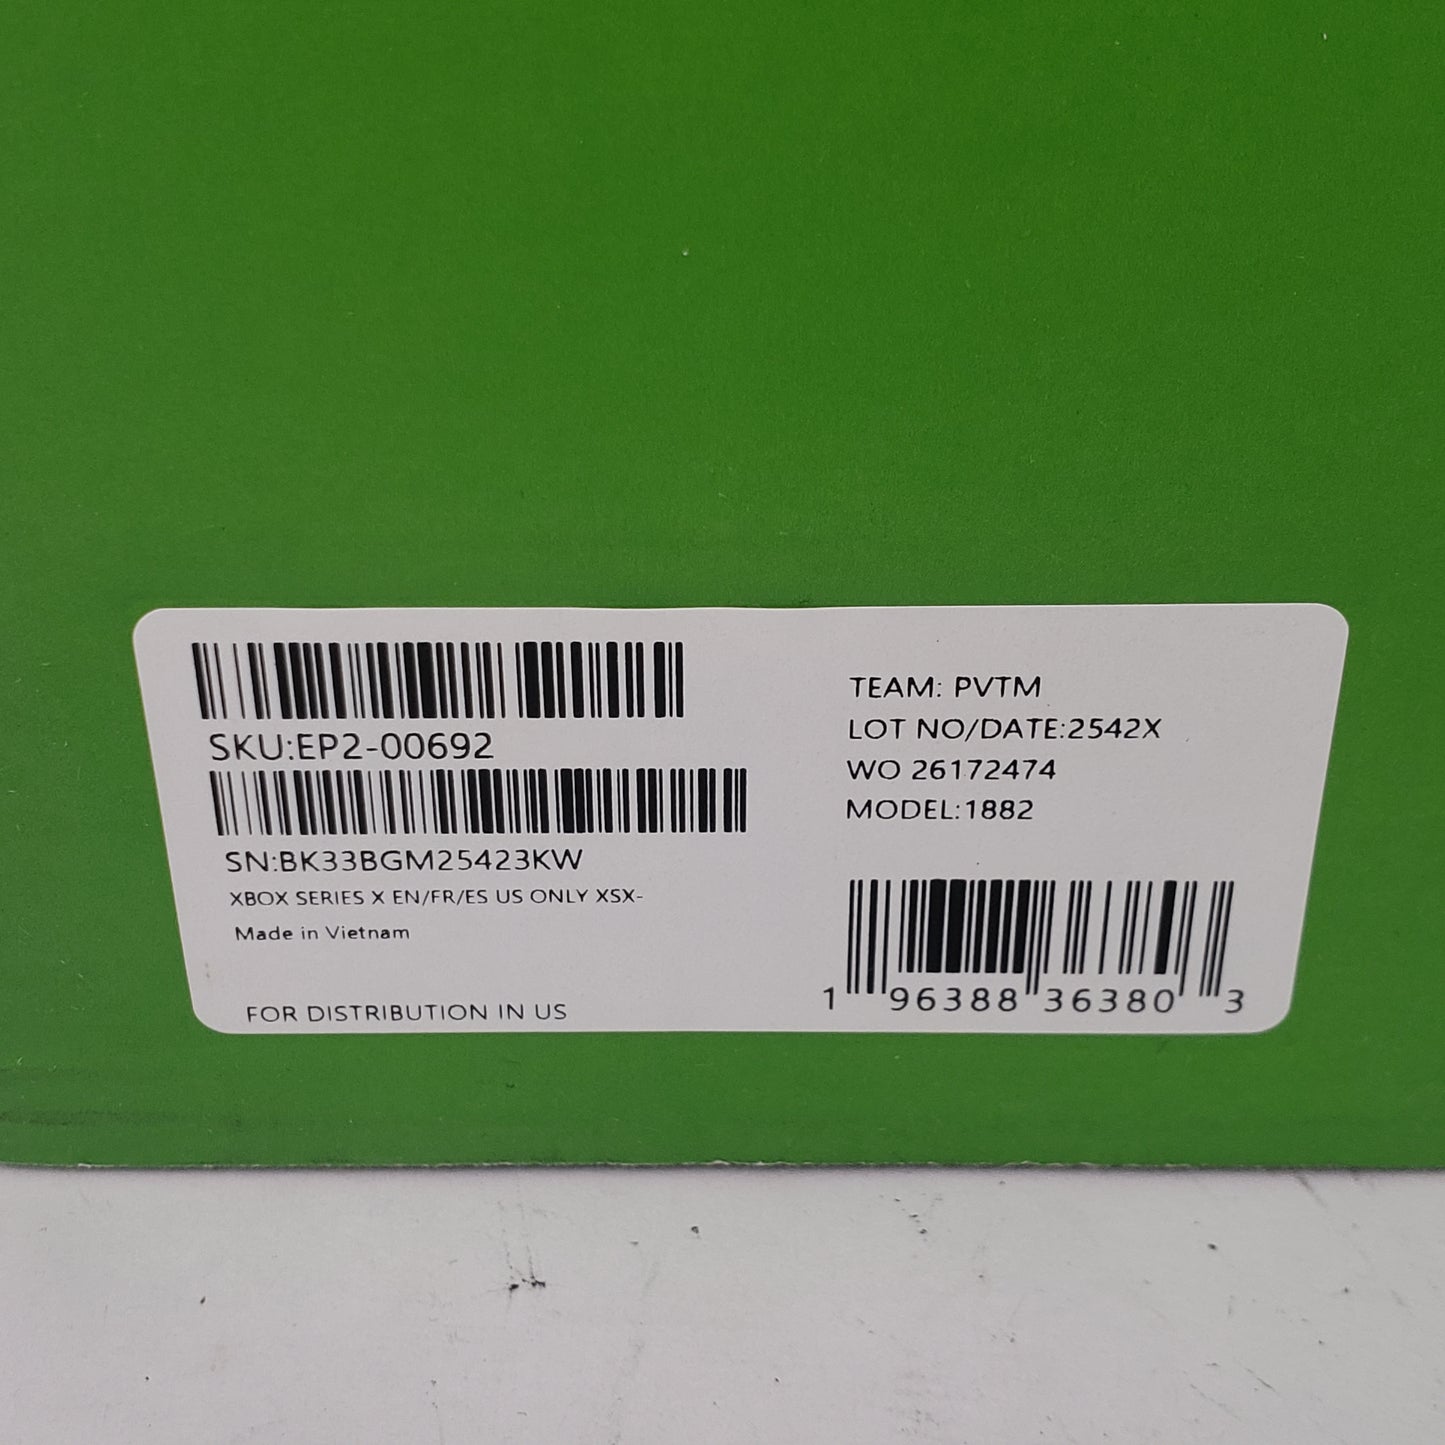 SKU:EP2-00692
SN:BK33BGM25423KW
XBOX SERIES X EN/FR/ES US ONLY XSX-
Made in Vietnam
FOR DISTRIBUTION IN US
TEAM: PVTM
LOT NO/DATE:2542X
WO 26172474
MODEL:1882
1 96388 36380 3